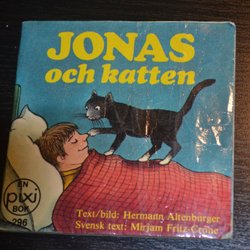 JONAS
och katten
EN
pixi
BOK
296
Text/bild: Hermann Altenburger
Svensk text: Mirjam Fritz-Crone